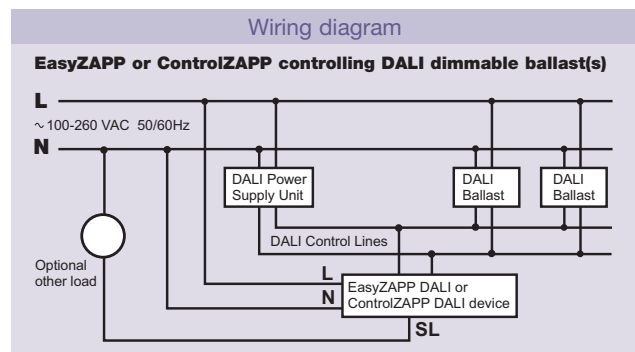 Wiring diagram
EasyZAPP or ControlZAPP controlling DALI dimmable ballast(s)
L
~ 100-260 VAC 50/60Hz
N
DALI Power
Supply Unit
DALI
Ballast
DALI
Ballast
DALI Control Lines
Optional
other load
L
N
EasyZAPP DALI or
ControlZAPP DALI device
SL